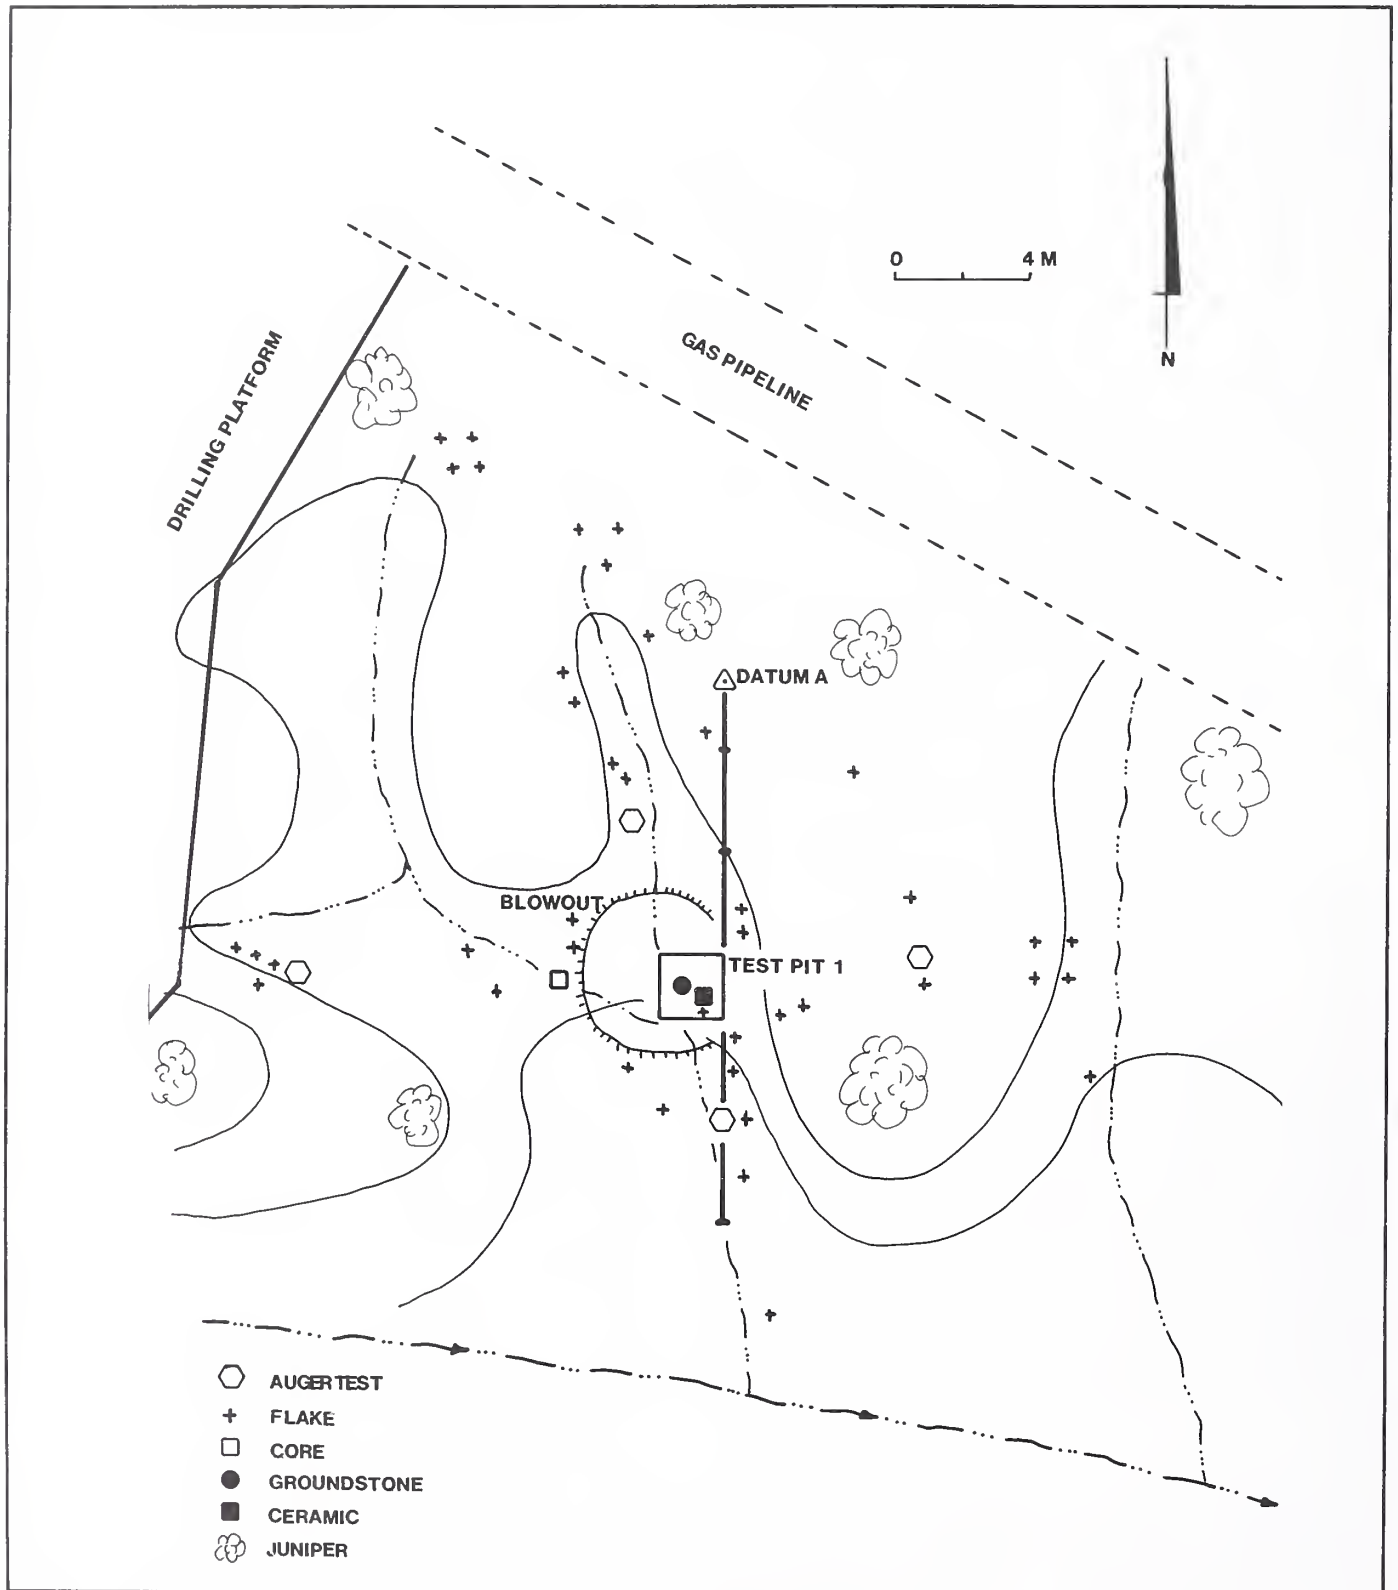 0 4 M
N
GAS PIPELINE
DRILLING PLATFORM
DATUM A
BLOWOUT
TEST PIT 1
AUGER TEST
FLAKE
CORE
GROUNDSTONE
CERAMIC
JUNIPER